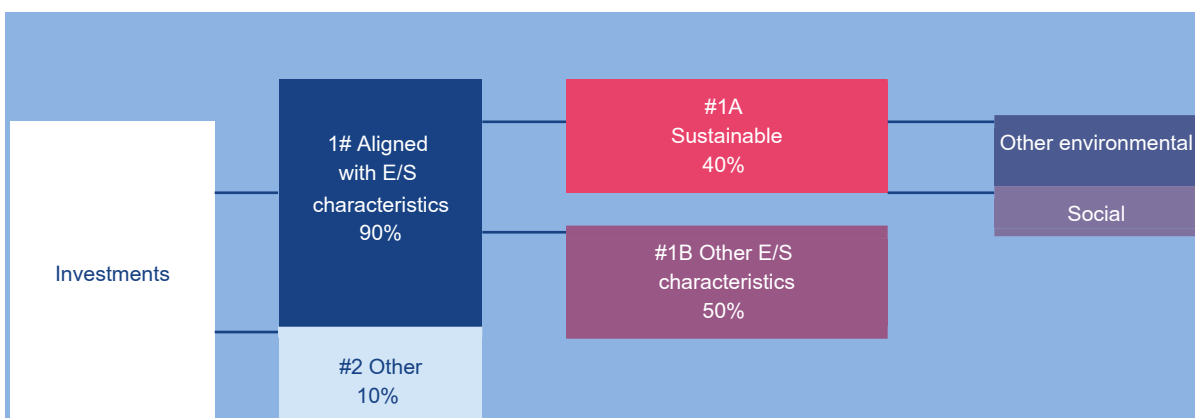 Investments
1# Aligned
with E/S
characteristics
90%
#2 Other
10%
#1A
Sustainable
40%
#1B Other E/S
characteristics
50%
Other environmental
Social